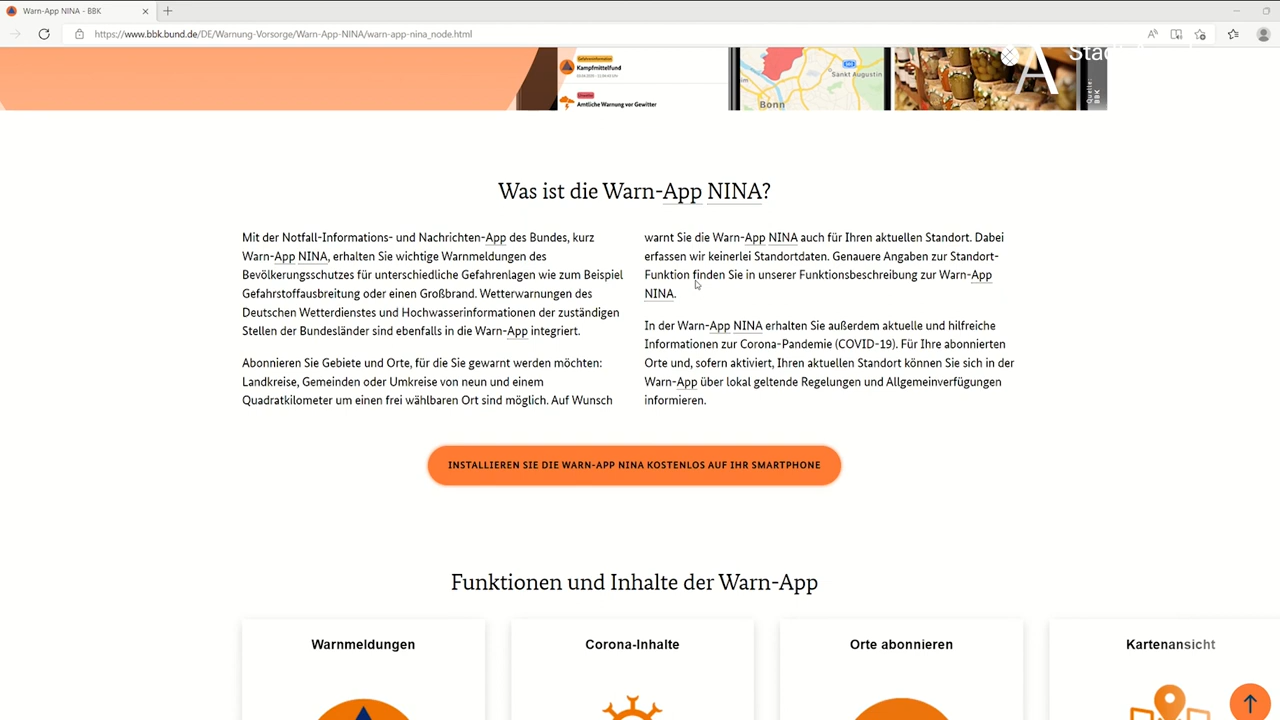 Warn-App NINA - BBK
https://www.bbk.bund.de/DE/Warnung-Vorsorge/Warn-App-NINA/warn-app-nina_node.html
Gefahreninformation
Kampfmittelfund
Amtliche Warnung vor Gewitter
Sankt Augustin
Bonn
Quelle:
BBK
A
Was ist die Warn-App NINA?
Mit der Notfall-Informations- und Nachrichten-App des Bundes, kurz
Warn-App NINA, erhalten Sie wichtige Warnmeldungen des
Bevölkerungsschutzes für unterschiedliche Gefahrenlagen wie zum Beispiel
Gefahrstoffausbreitung oder einen Großbrand. Wetterwarnungen des
Deutschen Wetterdienstes und Hochwasserinformationen der zuständigen
Stellen der Bundesländer sind ebenfalls in die Warn-App integriert.
Abonnieren Sie Gebiete und Orte, für die Sie gewarnt werden möchten:
Landkreise, Gemeinden oder Umkreise von neun und einem
Quadratkilometer um einen frei wählbaren Ort sind möglich. Auf Wunsch
warnt Sie die Warn-App NINA auch für Ihren aktuellen Standort. Dabei
erfassen wir keinerlei Standortdaten. Genauere Angaben zur Standort-
Funktion finden Sie in unserer Funktionsbeschreibung zur Warn-App
NINA.
In der Warn-App NINA erhalten Sie außerdem aktuelle und hilfreiche
Informationen zur Corona-Pandemie (COVID-19). Für Ihre abonnierten
Orte und, sofern aktiviert, Ihren aktuellen Standort können Sie sich in der
Warn-App über lokal geltende Regelungen und Allgemeinverfügungen
informieren.
INSTALLIEREN SIE DIE WARN-APP NINA KOSTENLOS AUF IHR SMARTPHONE
Funktionen und Inhalte der Warn-App
Warnmeldungen
Corona-Inhalte
Orte abonnieren
Kartenansicht